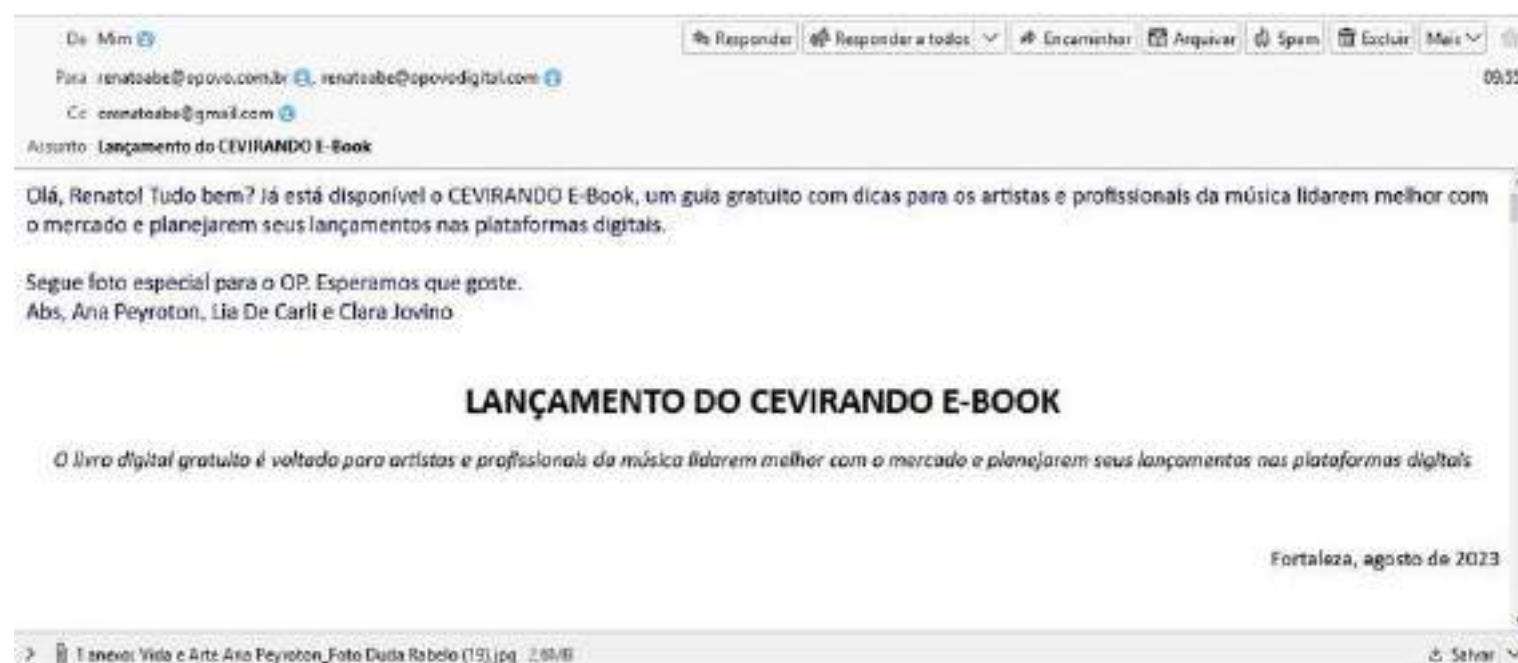 De Mim
Responder Responder a todos Encaminhar Arquivar Spam Excluir Mais
Para renatoabe@opovo.com.br, renatoabe@opovodigital.com
09:55
Cc @gmail.com
Assunto Lançamento do CEVIRANDO E-Book
Olá, Renato! Tudo bem? Já está disponível o CEVIRANDO E-Book, um guia gratuito com dicas para os artistas e profissionais da música lidarem melhor com
o mercado e planejarem seus lançamentos nas plataformas digitais.
Segue foto especial para o OP. Esperamos que goste.
Abs, Ana Peyroton, Lia De Carli e Clara Jovino
LANÇAMENTO DO CEVIRANDO E-BOOK
O livro digital gratuito é voltado para artistas e profissionais da música lidarem melhor com o mercado e planejarem seus lançamentos nas plataformas digitais
Fortaleza, agosto de 2023
1 anexo: Vida e Arte Ana Peyroton_Foto Duda Rabelo (19).jpg Salvar